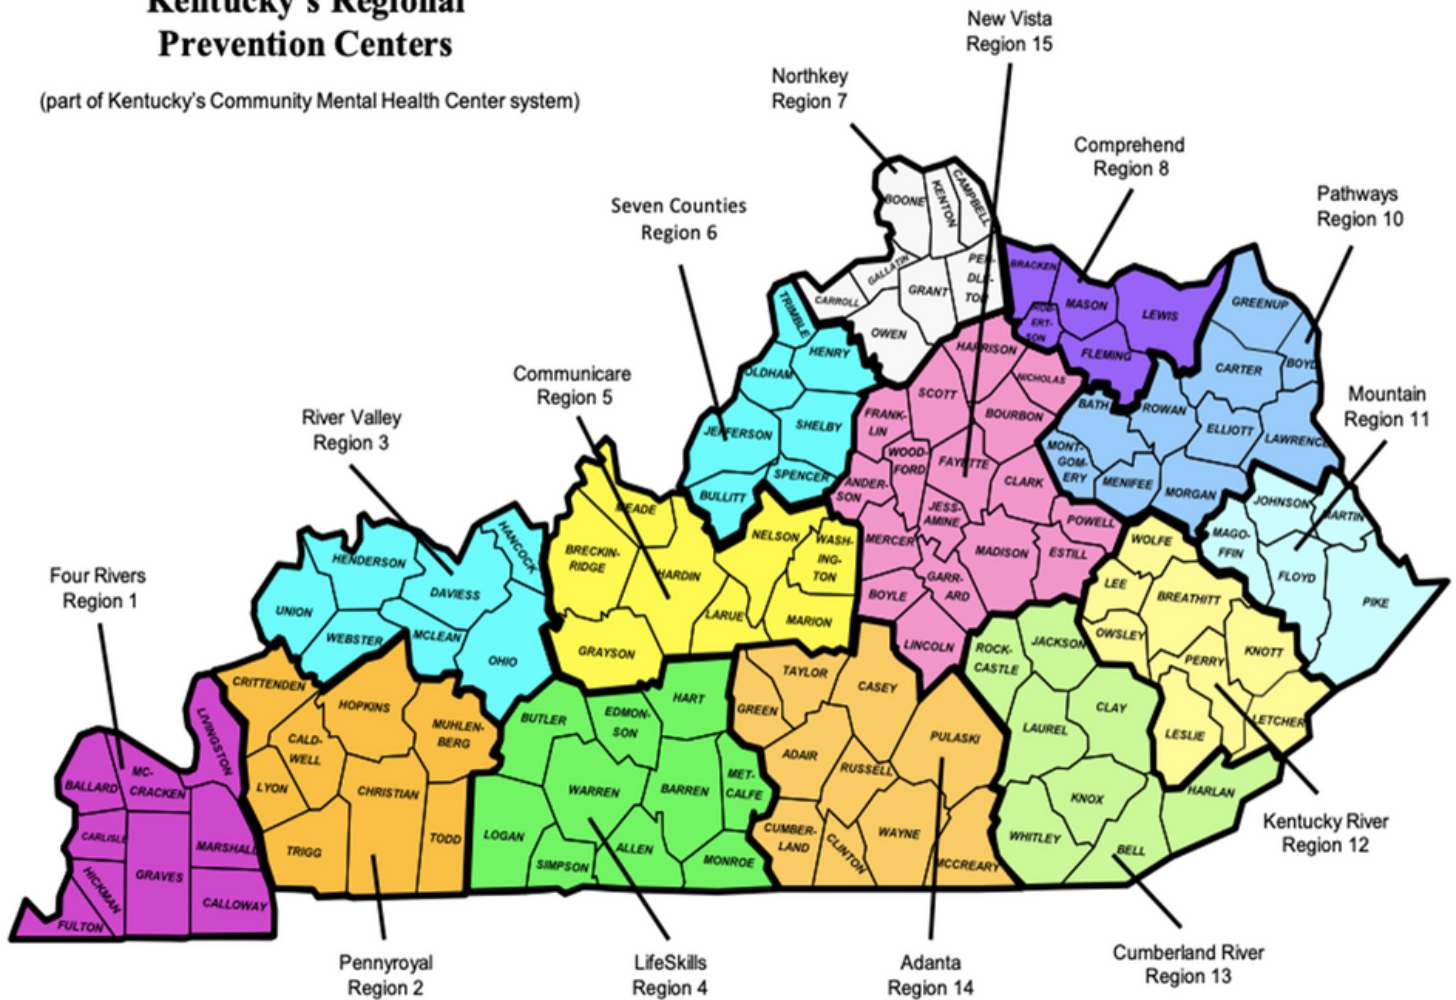 Kentucky's Regional
Prevention Centers
(part of Kentucky's Community Mental Health Center system)
New Vista
Region 15
Northkey
Region 7
Comprehend
Region 8
Pathways
Region 10
Seven Counties
Region 6
Communicare
Region 5
River Valley
Region 3
Mountain
Region 11
Four Rivers
Region 1
Kentucky River
Region 12
Pennyroyal
Region 2
LifeSkills
Region 4
Adanta
Region 14
Cumberland River
Region 13
BOONE
KENTON
CAMPBELL
GALLATIN
CARROLL
GRANT
PEN-
DLE-
TON
OWEN
BRACKEN
MASON
LEWIS
ROB-
ERT-
SON
FLEMING
GREENUP
CARTER
BOYD
BATH
ROWAN
ELLIOTT
LAWRENCE
MONT-
GOM-
ERY
MENIFEE
MORGAN
TRIMBLE
HENRY
OLDHAM
JEFFERSON
SHELBY
SPENCER
BULLITT
HARRISON
NICHOLAS
SCOTT
BOURBON
FRANK-
LIN
WOOD-
FORD
FAYETTE
CLARK
ANDER-
SON
JESS-
AMINE
POWELL
MERCER
MADISON
ESTILL
GARR-
ARD
BOYLE
LINCOLN
JOHNSON
MARTIN
MAGO-
FFIN
FLOYD
PIKE
MEADE
BRECKIN-
RIDGE
HARDIN
NELSON
WASH-
ING-
TON
LARUE
MARION
GRAYSON
HANCOCK
HENDERSON
DAVIESS
UNION
WEBSTER
MCLEAN
OHIO
WOLFE
LEE
BREATHITT
OWSLEY
PERRY
KNOTT
LESLIE
LETCHER
ROCK-
CASTLE
JACKSON
LAUREL
CLAY
KNOX
HARLAN
WHITLEY
BELL
TAYLOR
CASEY
GREEN
ADAIR
PULASKI
RUSSELL
CUMBER-
LAND
CLINTON
WAYNE
MCCREARY
HART
BUTLER
EDMON-
SON
WARREN
BARREN
MET-
CALFE
LOGAN
SIMPSON
ALLEN
MONROE
CRITTENDEN
HOPKINS
MUHLEN-
BERG
CALD-
WELL
LYON
CHRISTIAN
TODD
TRIGG
LIVINGSTON
BALLARD
MC-
CRACKEN
CARLISLE
MARSHALL
GRAVES
HICKMAN
CALLOWAY
FULTON